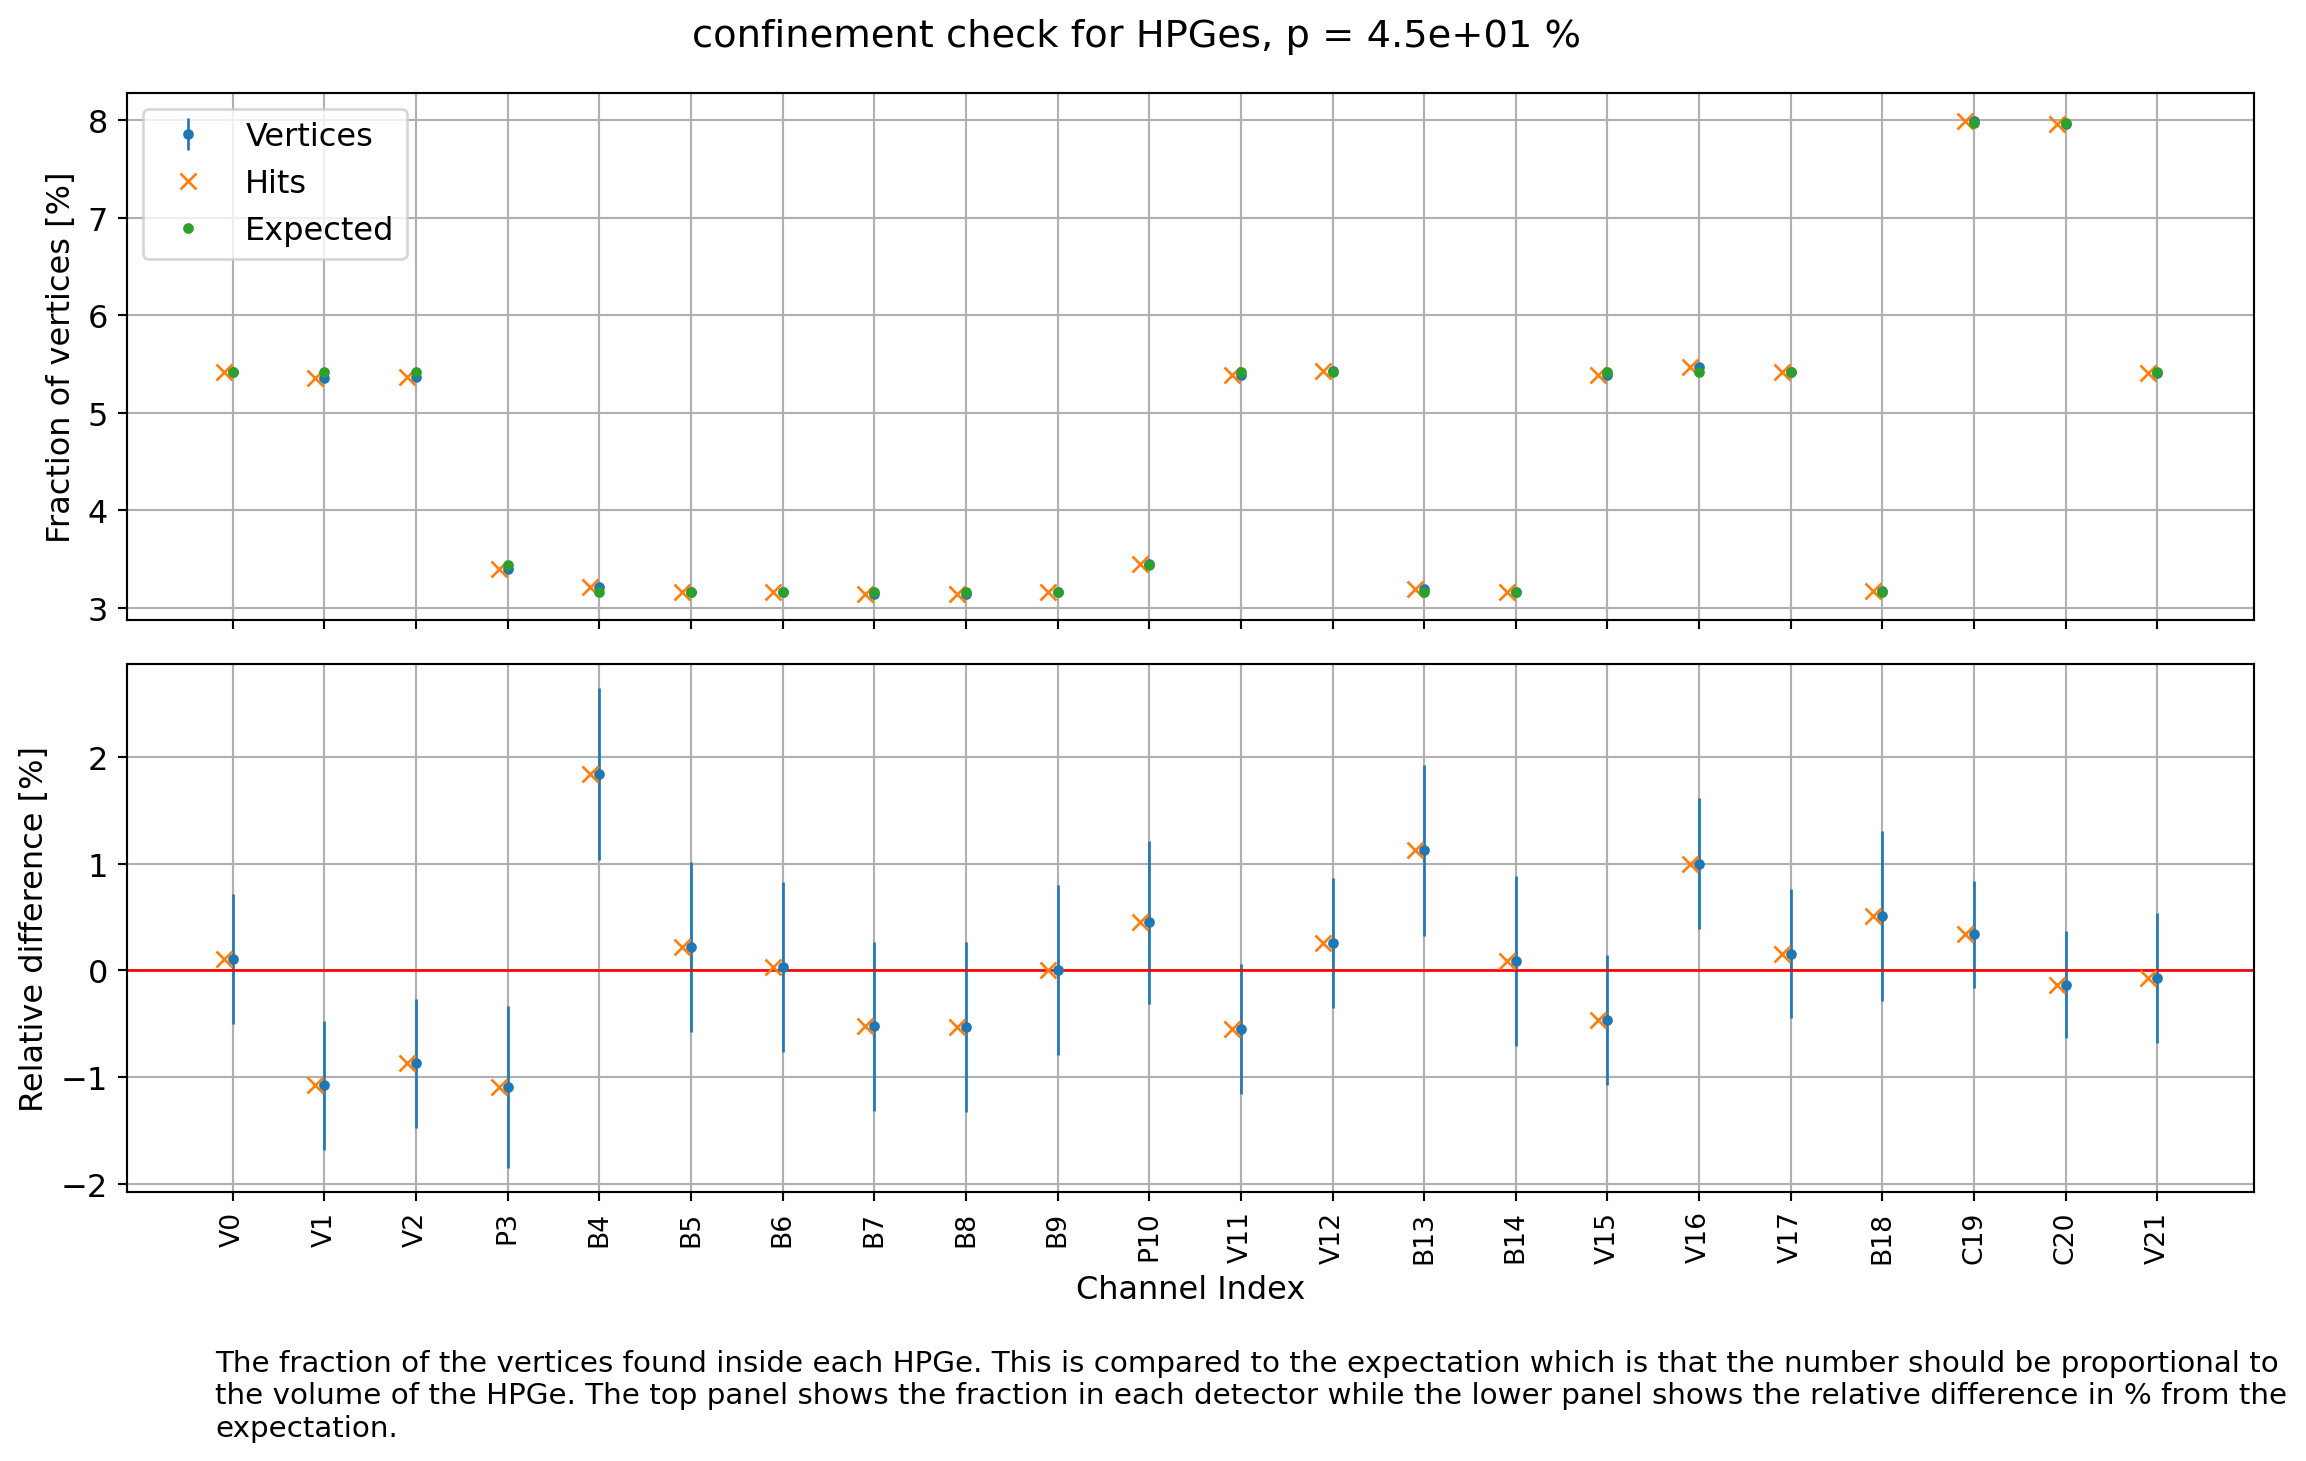 confinement check for HPGes, p = 4.5e+01 %
Fraction of vertices [%]
8
7
6
5
4
3
Vertices
Hits
Expected
Relative difference [%]
2
1
0
−1
−2
V0 V1 V2 P3 B4 B5 B6 B7 B8 B9 P10 V11 V12 B13 B14 V15 V16 V17 B18 C19 C20 V21
Channel Index
The fraction of the vertices found inside each HPGe. This is compared to the expectation which is that the number should be proportional to
the volume of the HPGe. The top panel shows the fraction in each detector while the lower panel shows the relative difference in % from the
expectation.